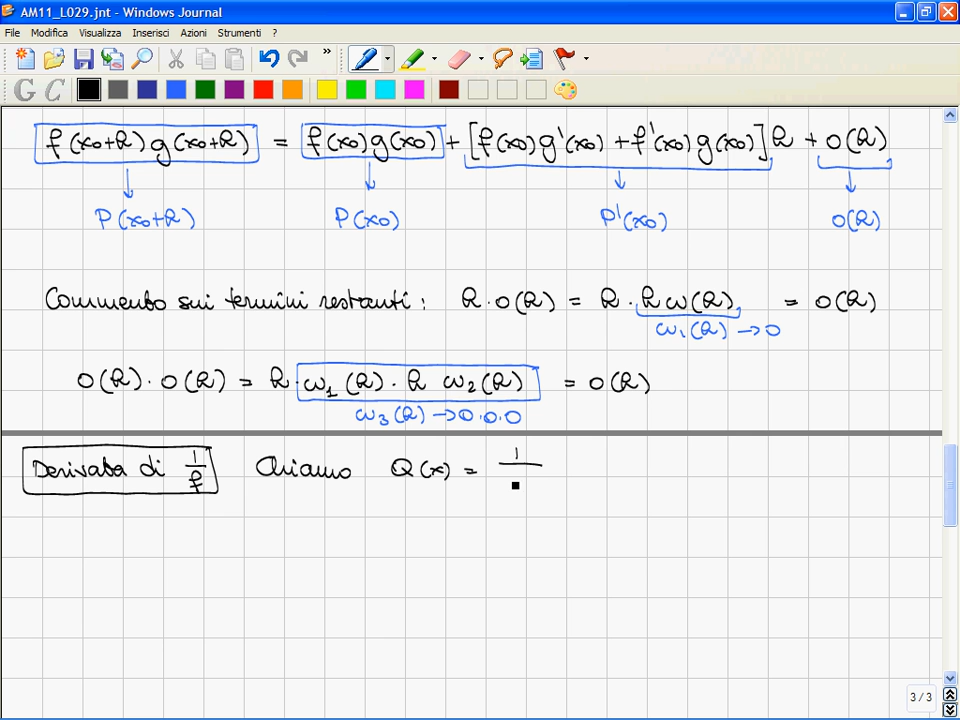 AM11_L029.jnt - Windows Journal
File Modifica Visualizza Inserisci Azioni Strumenti ?
G C
f(x0+h) g(x0+h) = f(x0) g(x0) + [f(x0) g'(x0) + f'(x0) g(x0)] h + o(h)
P(x0+h) P(x0) P'(x0) o(h)
Commento sui termini restanti: h · o(h) = h · h ω(h) = o(h)
ω1(h) → 0
o(h) · o(h) = h · ω1(h) · h ω2(h) = o(h)
ω3(h) → 0·0·0
Derivata di 1/f Chiamo Q(x) = 1/
3 / 3